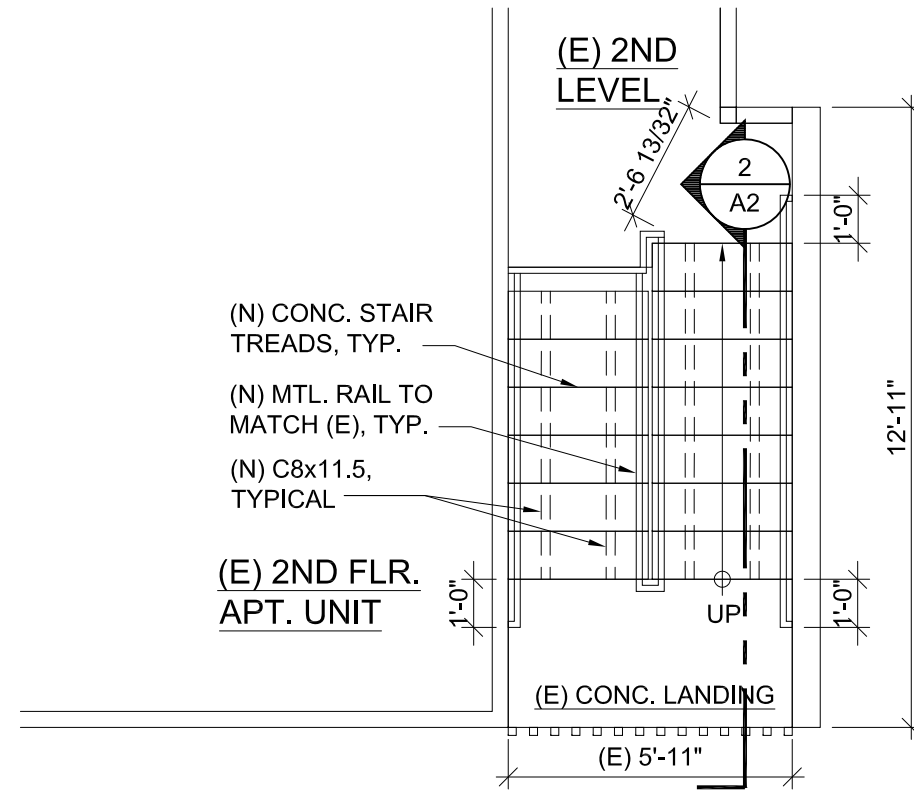 (E) 2ND
LEVEL
2'-6 13/32"
2
A2
1'-0"
(N) CONC. STAIR
TREADS, TYP.
(N) MTL. RAIL TO
MATCH (E), TYP.
(N) C8x11.5,
TYPICAL
12'-11"
(E) 2ND FLR.
APT. UNIT
1'-0"
UP
1'-0"
(E) CONC. LANDING
(E) 5'-11"